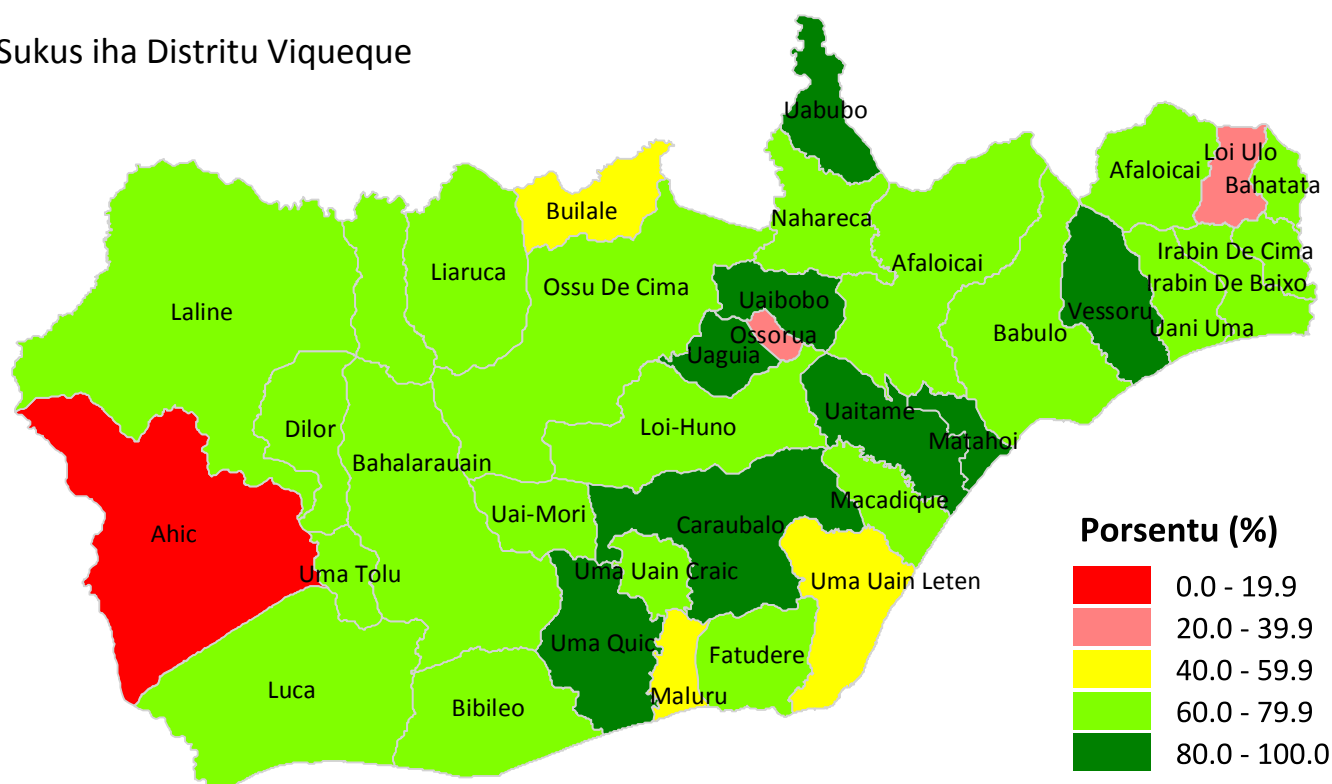 Sukus iha Distritu Viqueque
Uabubo
Afaloicai
Loi Ulo
Bahatata
Builale
Nahareca
Irabin De Cima
Liaruca
Afaloicai
Ossu De Cima
Irabin De Baixo
Uaibobo
Laline
Vessoru
Uani Uma
Ossorua
Babulo
Uaguia
Uaitame
Dilor
Loi-Huno
Matahoi
Bahalarauain
Macadique
Uai-Mori
Caraubalo
Ahic
Uma Tolu
Uma Uain Craic
Uma Uain Leten
Uma Quic
Fatudere
Luca
Maluru
Bibileo
Porsentu (%)
0.0 - 19.9
20.0 - 39.9
40.0 - 59.9
60.0 - 79.9
80.0 - 100.0